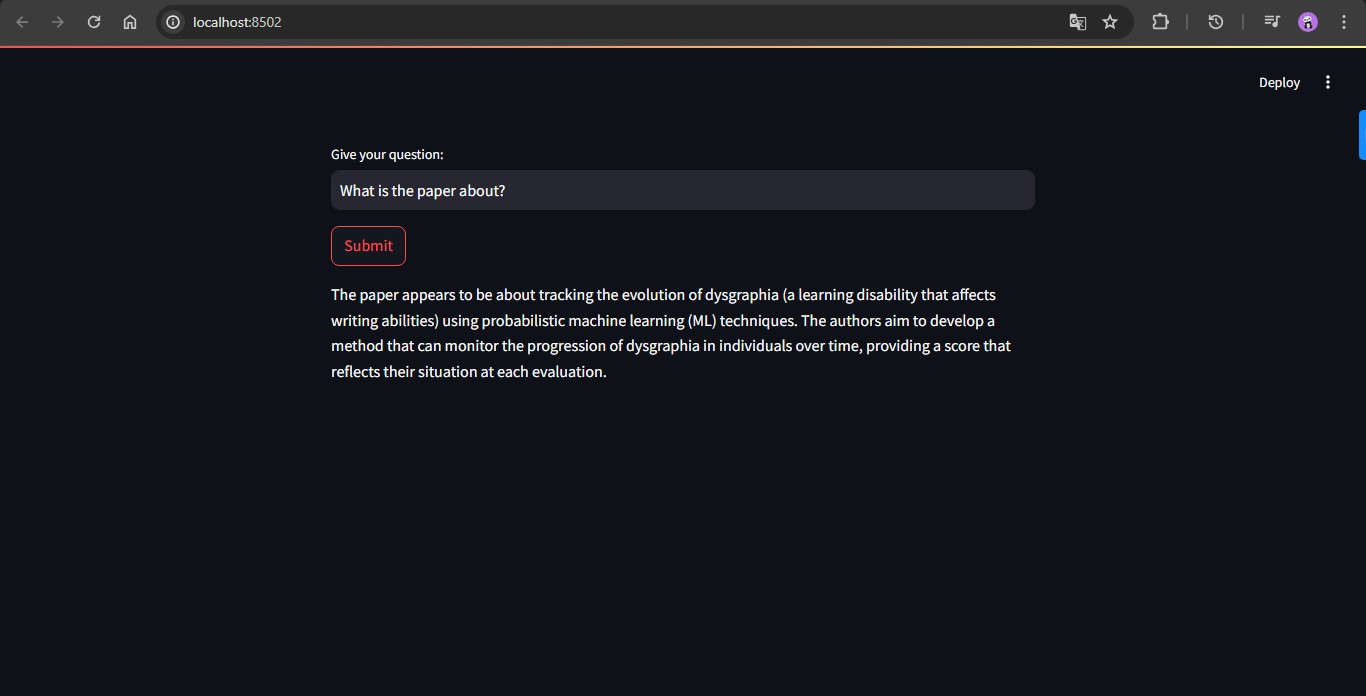 localhost:8502
Deploy
Give your question:
What is the paper about?
Submit
The paper appears to be about tracking the evolution of dysgraphia (a learning disability that affects
writing abilities) using probabilistic machine learning (ML) techniques. The authors aim to develop a
method that can monitor the progression of dysgraphia in individuals over time, providing a score that
reflects their situation at each evaluation.